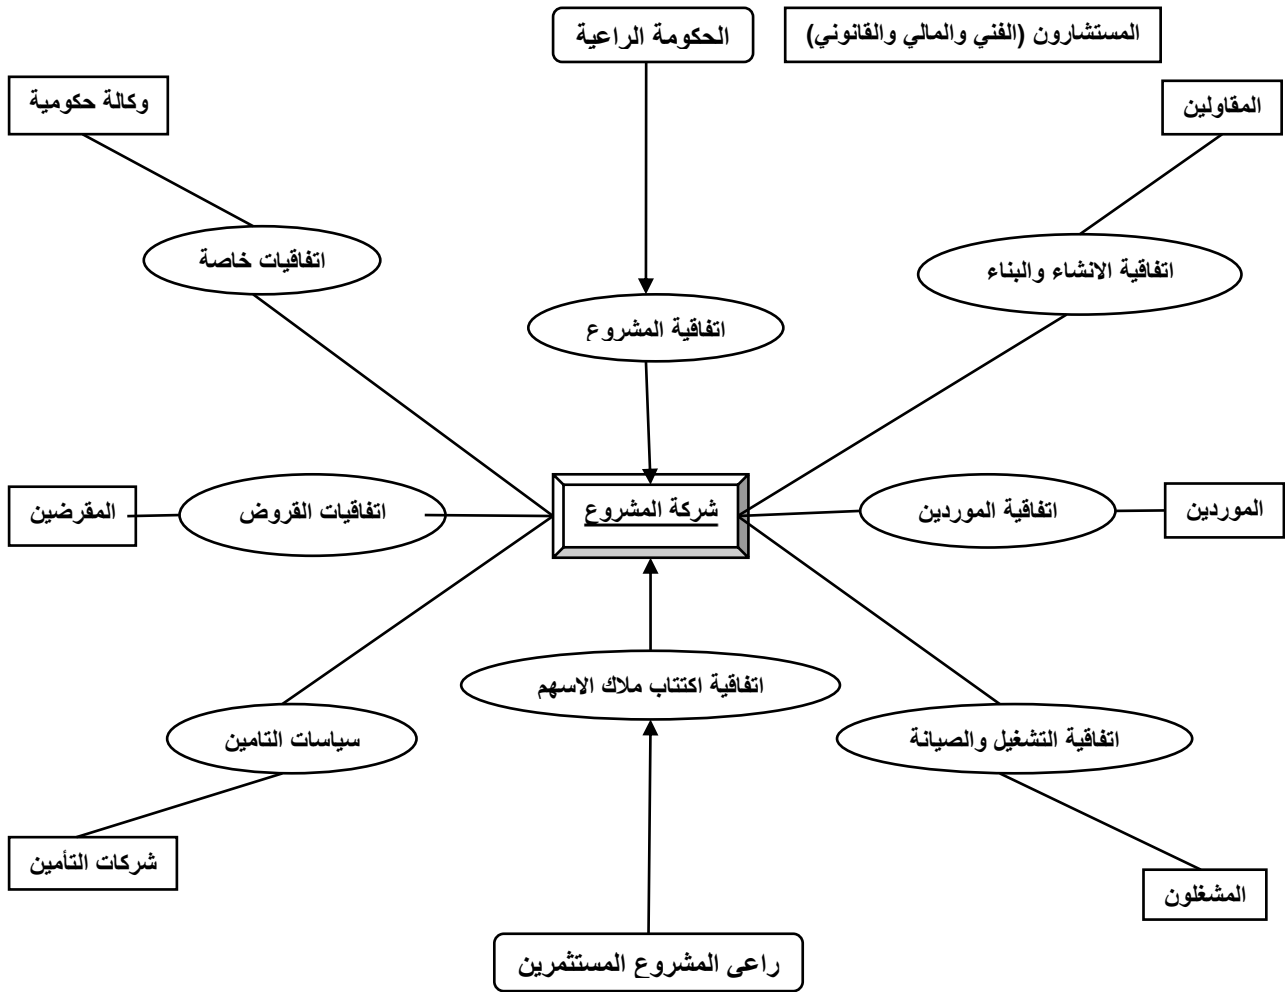 المستشارون (الفني والمالي والقانوني)
الحكومة الراعية
المقاولين
وكالة حكومية
اتفاقية الانشاء والبناء
اتفاقيات خاصة
اتفاقية المشروع
الموردين
اتفاقية الموردين
شركة المشروع
اتفاقيات القروض
المقرضين
اتفاقية اكتتاب ملاك الاسهم
اتفاقية التشغيل والصيانة
سياسات التامين
شركات التأمين
المشغلون
راعى المشروع المستثمرين